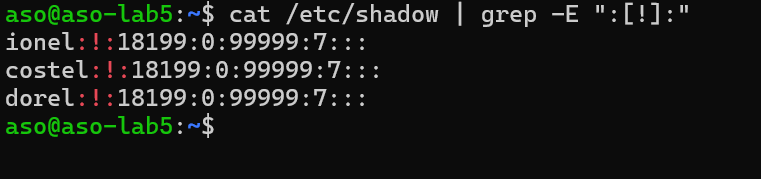 aso@aso-lab5:~$ cat /etc/shadow | grep -E ":[!]:"
ionel:!:18199:0:99999:7:::
costel:!:18199:0:99999:7:::
dorel:!:18199:0:99999:7:::
aso@aso-lab5:~$